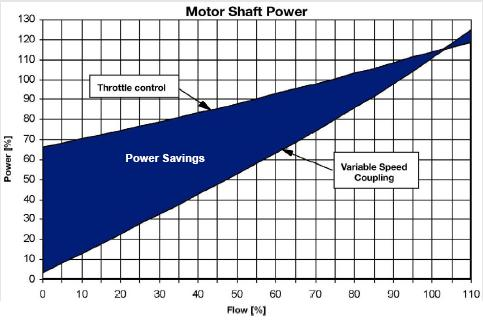 Motor Shaft Power
130
120
110
100
90
80
70
60
50
40
30
20
10
0
Power [%]
Throttle control
Power Savings
Variable Speed
Coupling
0 10 20 30 40 50 60 70 80 90 100 110
Flow [%]